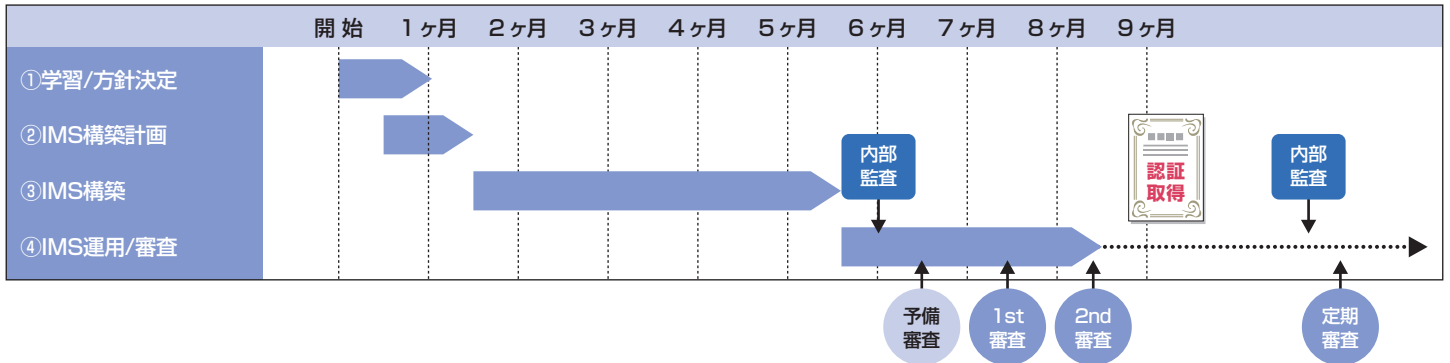 開 始 1ヶ月 2ヶ月 3ヶ月 4ヶ月 5ヶ月 6ヶ月 7ヶ月 8ヶ月 9ヶ月
①学習/方針決定
②IMS構築計画
③IMS構築
④IMS運用/審査
内部
監査
認証
取得
内部
監査
予備
審査
1st
審査
2nd
審査
定期
審査